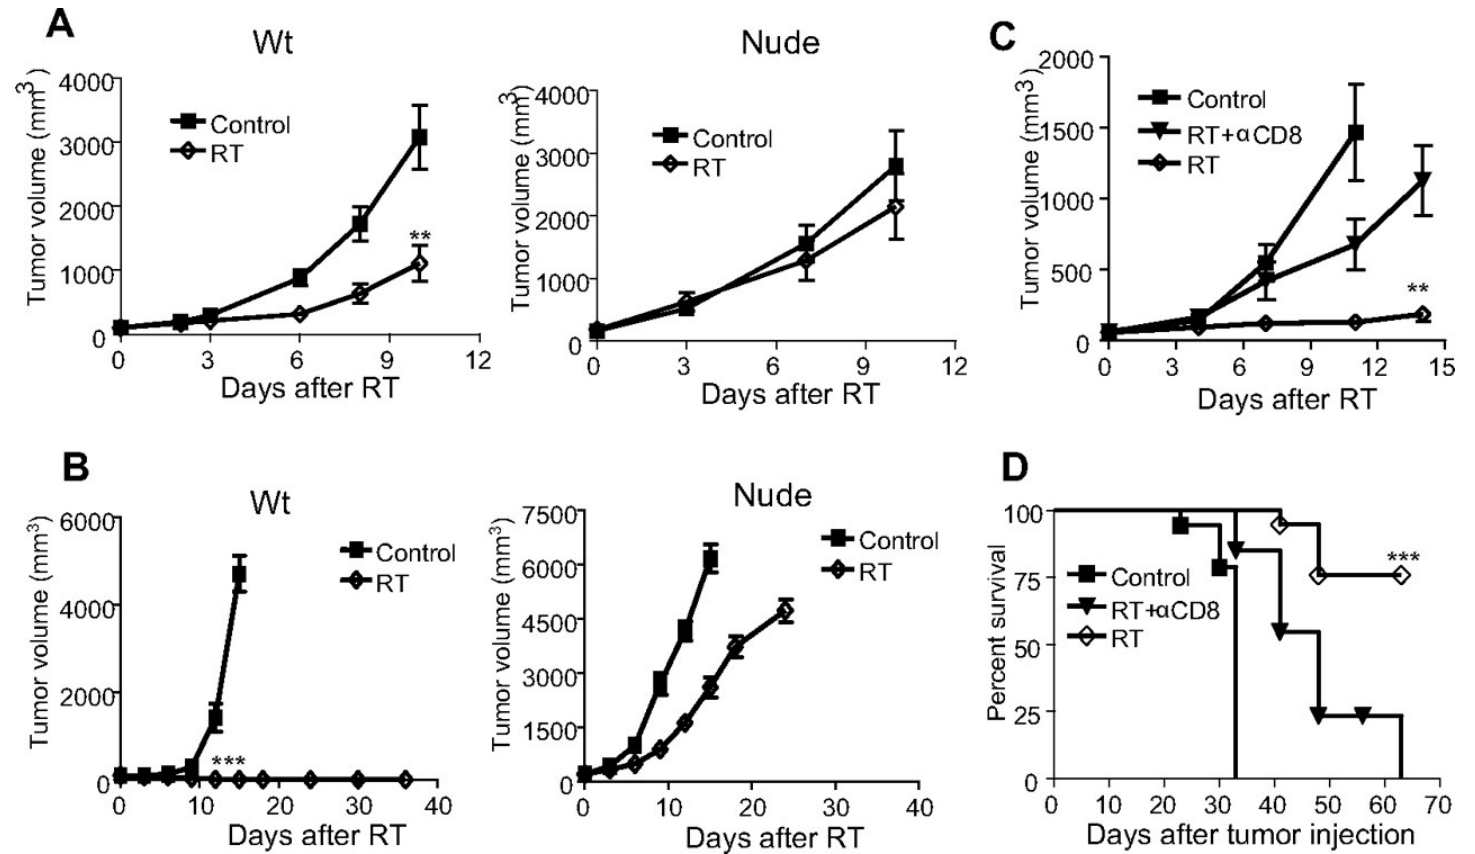 A
Wt
Tumor volume (mm3)
4000
3000
2000
1000
0
Control
RT
**
0 3 6 9 12
Days after RT
Nude
Tumor volume (mm3)
4000
3000
2000
1000
0
Control
RT
0 3 6 9 12
Days after RT
C
Tumor volume (mm3)
2000
1500
1000
500
0
Control
RT+αCD8
RT
**
0 3 6 9 12 15
Days after RT
B
Wt
Tumor volume (mm3)
6000
4000
2000
0
Control
RT
***
0 10 20 30 40
Days after RT
Nude
Tumor volume (mm3)
7500
6000
4500
3000
1500
0
Control
RT
0 10 20 30 40
Days after RT
D
Percent survival
100
75
50
25
0
Control
RT+αCD8
RT
***
0 10 20 30 40 50 60 70
Days after tumor injection